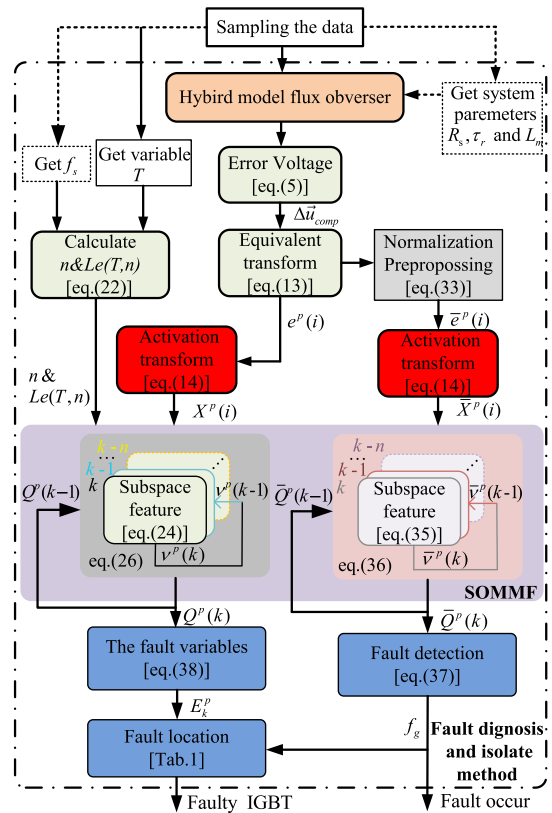 Sampling the data
Hybird model flux obverser
Get system
paremeters
R_s, τ_r and L_m
Get f_s
Get variable
T
Error Voltage
[eq.(5)]
Δu⃗_comp
Calculate
n&Le(T,n)
[eq.(22)]
Equivalent
transform
[eq.(13)]
Normalization
Prepropossing
[eq.(33)]
e^p(i)
e̅^p(i)
Activation
transform
[eq.(14)]
Activation
transform
[eq.(14)]
n &
Le(T,n)
X^p(i)
X̅^p(i)
k-n
...
k-1
k
...
Q^p(k-1)
ν^p(k-1)
Subspace
feature
[eq.(24)]
ν^p(k)
eq.(26)
k-n
...
k-1
k
...
Q̅^p(k-1)
ν̅^p(k-1)
Subspace
feature
[eq.(35)]
ν̅^p(k)
eq.(36)
SOMMF
Q^p(k)
Q̅^p(k)
The fault variables
[eq.(38)]
Fault detection
[eq.(37)]
E_k^p
f_g
Fault location
[Tab.1]
Fault dignosis
and isolate
method
Faulty IGBT
Fault occur